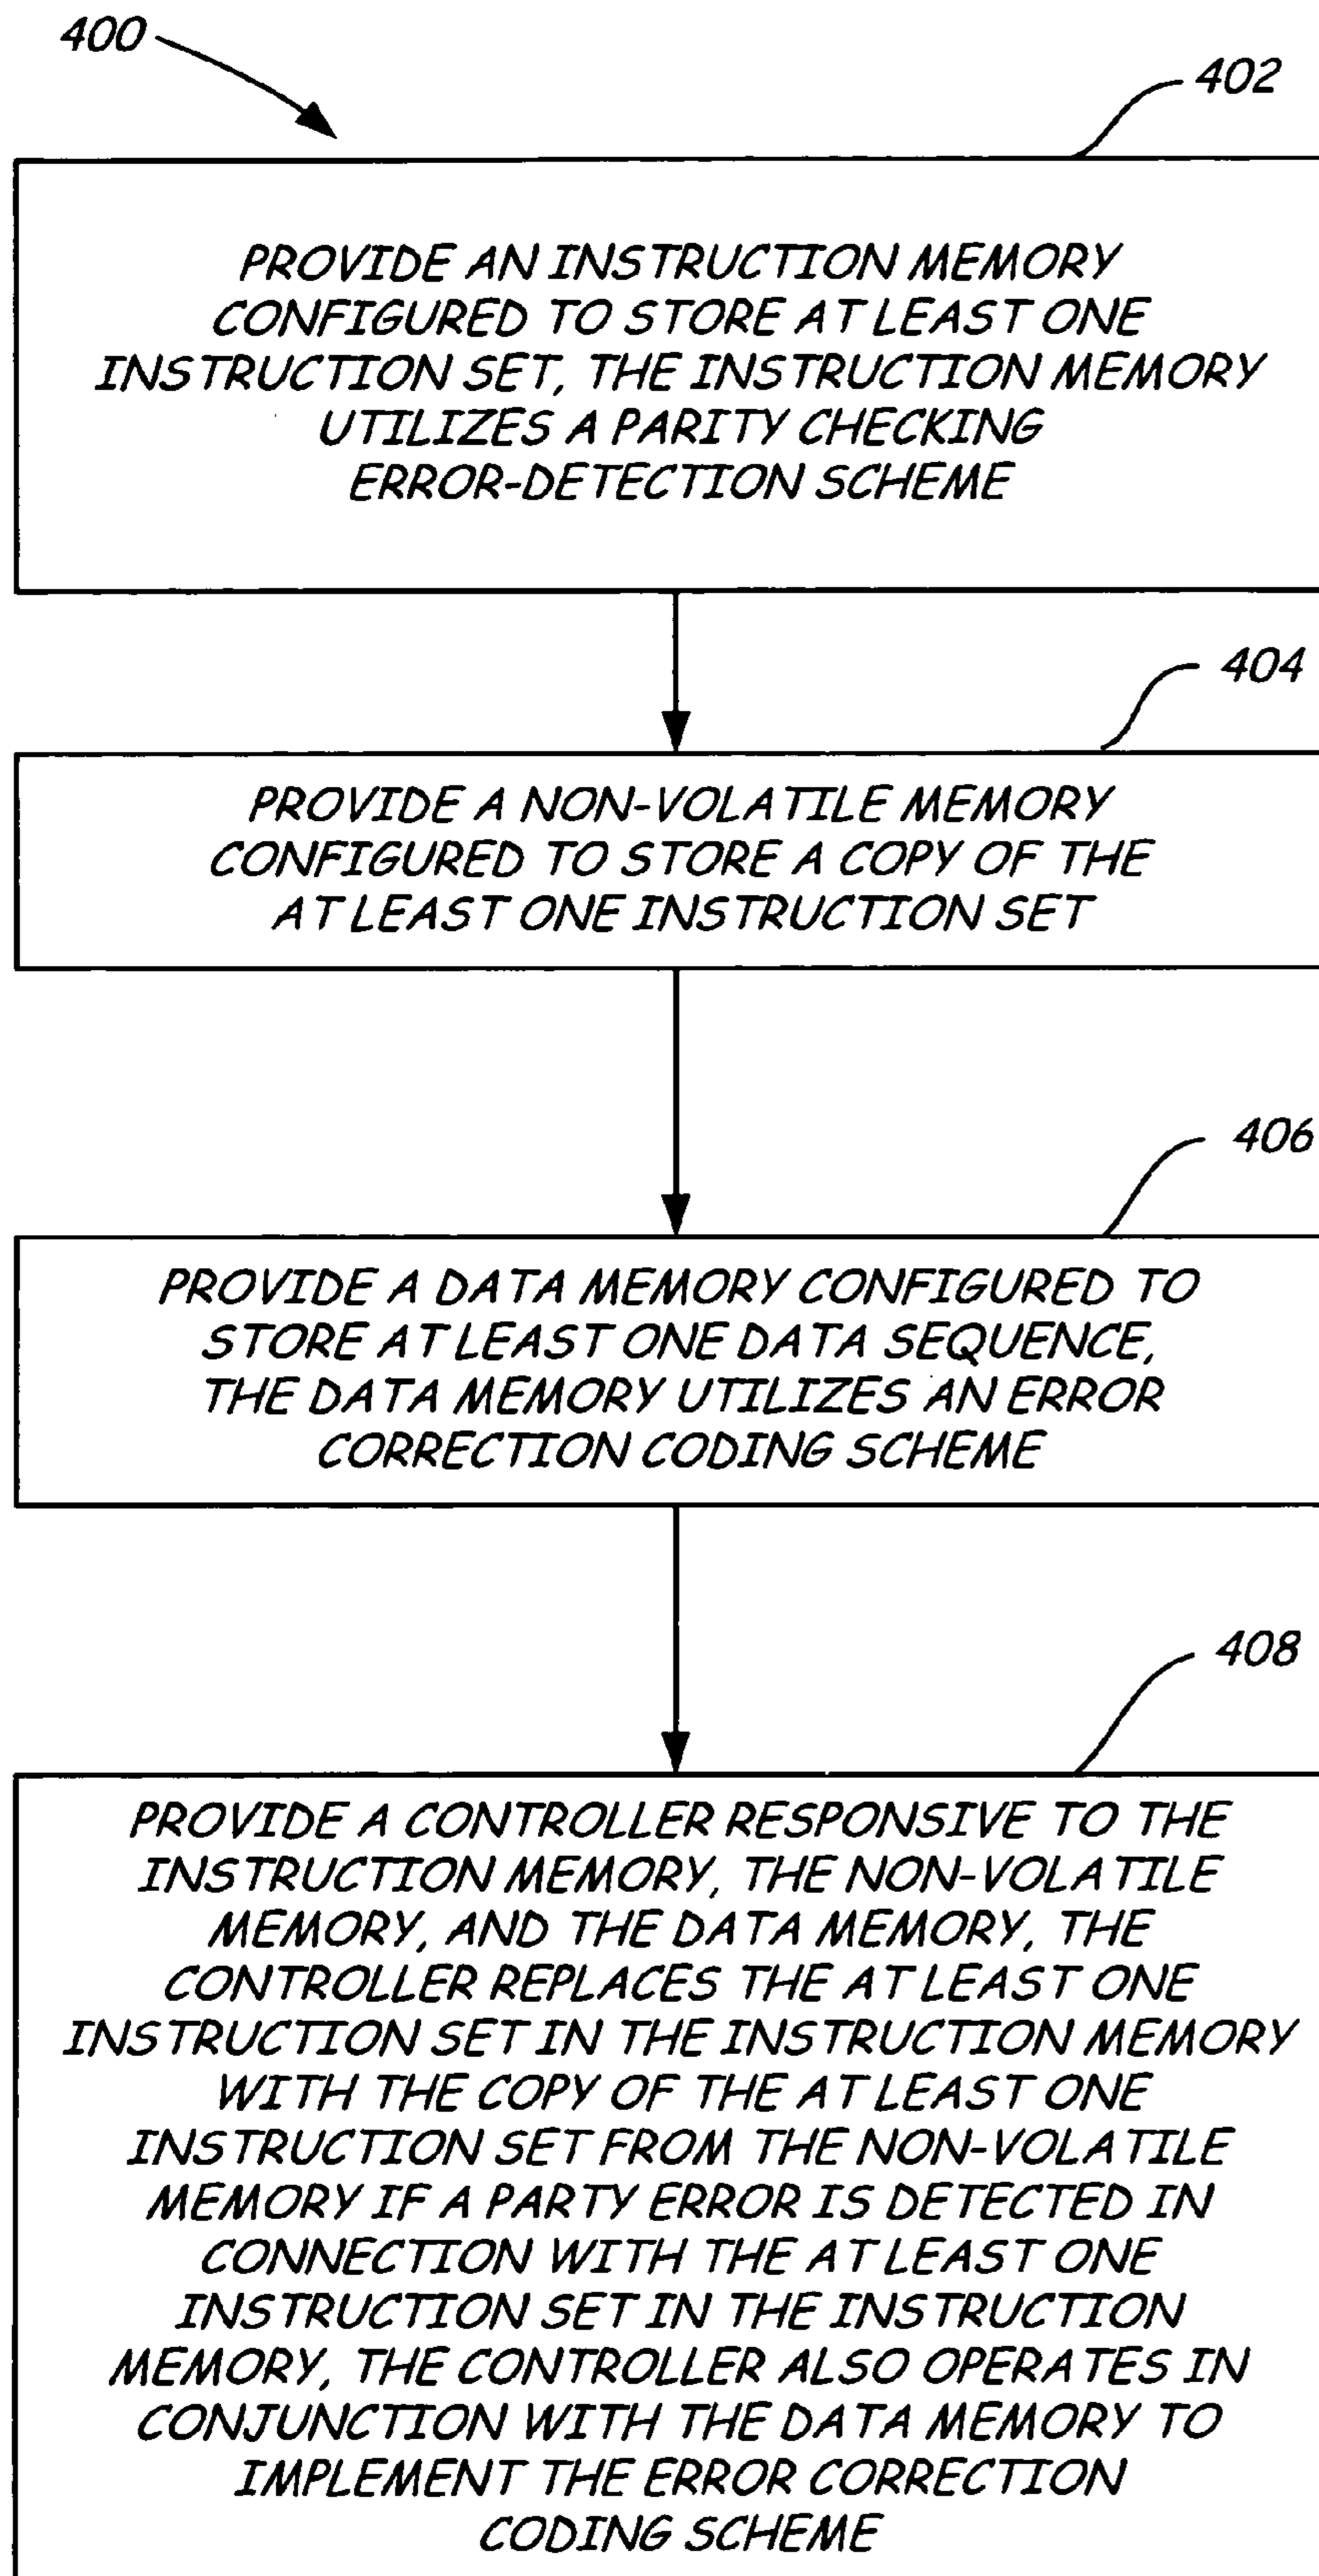 400
402
PROVIDE AN INSTRUCTION MEMORY
CONFIGURED TO STORE AT LEAST ONE
INSTRUCTION SET, THE INSTRUCTION MEMORY
UTILIZES A PARITY CHECKING
ERROR-DETECTION SCHEME
404
PROVIDE A NON-VOLATILE MEMORY
CONFIGURED TO STORE A COPY OF THE
AT LEAST ONE INSTRUCTION SET
406
PROVIDE A DATA MEMORY CONFIGURED TO
STORE AT LEAST ONE DATA SEQUENCE,
THE DATA MEMORY UTILIZES AN ERROR
CORRECTION CODING SCHEME
408
PROVIDE A CONTROLLER RESPONSIVE TO THE
INSTRUCTION MEMORY, THE NON-VOLATILE
MEMORY, AND THE DATA MEMORY, THE
CONTROLLER REPLACES THE AT LEAST ONE
INSTRUCTION SET IN THE INSTRUCTION MEMORY
WITH THE COPY OF THE AT LEAST ONE
INSTRUCTION SET FROM THE NON-VOLATILE
MEMORY IF A PARTY ERROR IS DETECTED IN
CONNECTION WITH THE AT LEAST ONE
INSTRUCTION SET IN THE INSTRUCTION
MEMORY, THE CONTROLLER ALSO OPERATES IN
CONJUNCTION WITH THE DATA MEMORY TO
IMPLEMENT THE ERROR CORRECTION
CODING SCHEME